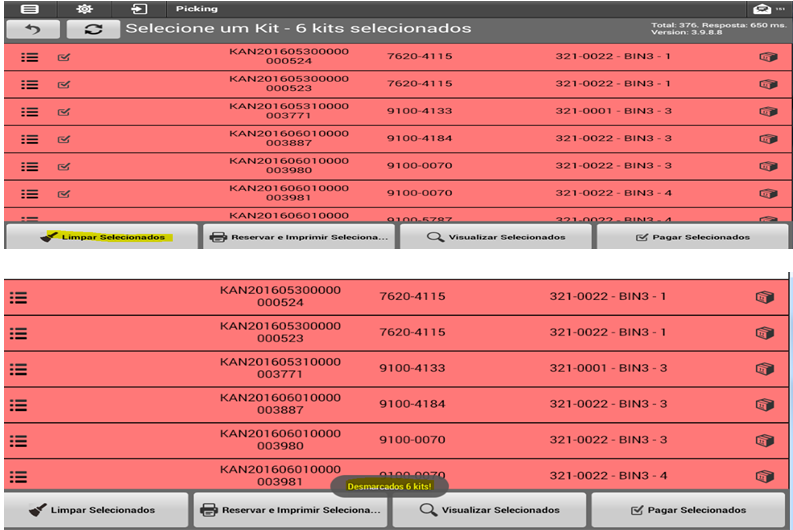 Picking
Selecione um Kit - 6 kits selecionados
Total: 376. Resposta: 650 ms.
Version: 3.9.8.8
KAN201605300000
000524
7620-4115
321-0022 - BIN3 - 1
KAN201605300000
000523
7620-4115
321-0022 - BIN3 - 1
KAN201605310000
003771
9100-4133
321-0001 - BIN3 - 3
KAN201606010000
003887
9100-4184
321-0022 - BIN3 - 3
KAN201606010000
003980
9100-0070
321-0022 - BIN3 - 3
KAN201606010000
003981
9100-0070
321-0022 - BIN3 - 4
KAN201606010000
9100-5787
321-0022 - BIN3 - 4
Limpar Selecionados
Reservar e Imprimir Seleciona...
Visualizar Selecionados
Pagar Selecionados
KAN201605300000
000524
7620-4115
321-0022 - BIN3 - 1
KAN201605300000
000523
7620-4115
321-0022 - BIN3 - 1
KAN201605310000
003771
9100-4133
321-0001 - BIN3 - 3
KAN201606010000
003887
9100-4184
321-0022 - BIN3 - 3
KAN201606010000
003980
9100-0070
321-0022 - BIN3 - 3
KAN201606010000
003981
9100-0070
321-0022 - BIN3 - 4
Desmarcados 6 kits!
Limpar Selecionados
Reservar e Imprimir Seleciona...
Visualizar Selecionados
Pagar Selecionados